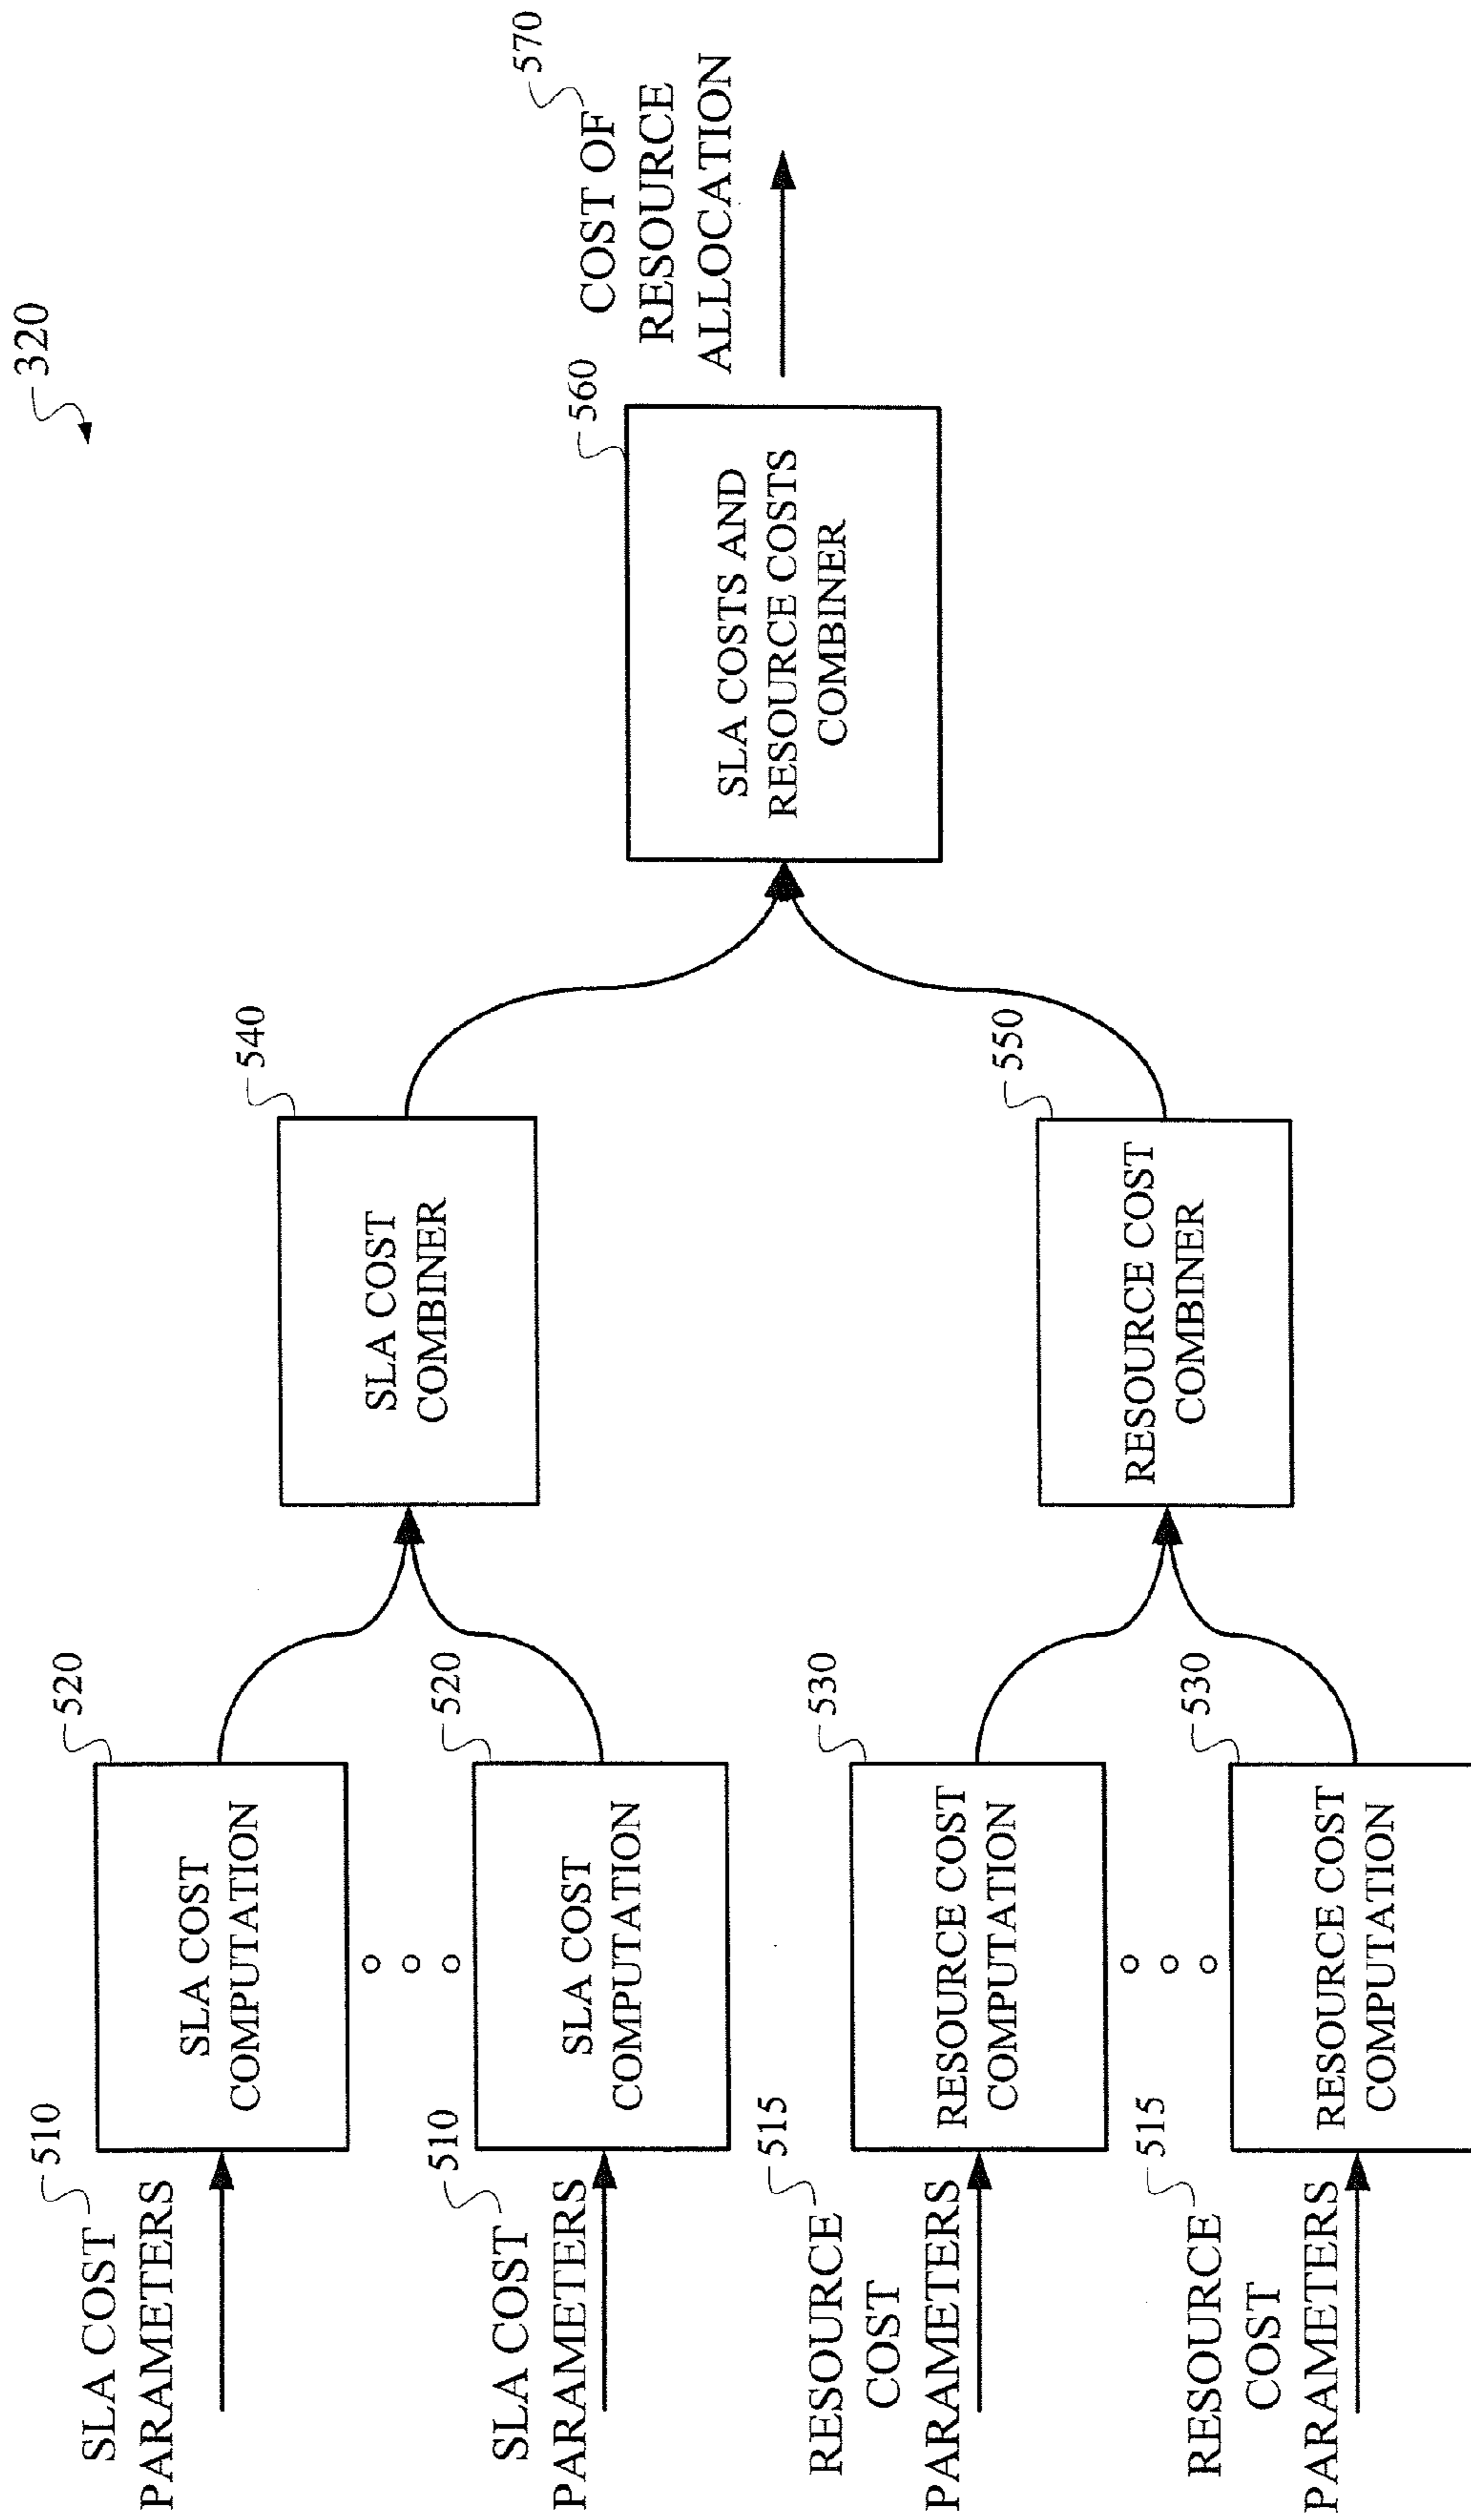 320
510
SLA COST
PARAMETERS
520
SLA COST
COMPUTATION
510
SLA COST
PARAMETERS
520
SLA COST
COMPUTATION
515
RESOURCE
COST
PARAMETERS
530
RESOURCE COST
COMPUTATION
515
RESOURCE
COST
PARAMETERS
530
RESOURCE COST
COMPUTATION
540
SLA COST
COMBINER
550
RESOURCE COST
COMBINER
560
SLA COSTS AND
RESOURCE COSTS
COMBINER
570
COST OF
RESOURCE
ALLOCATION